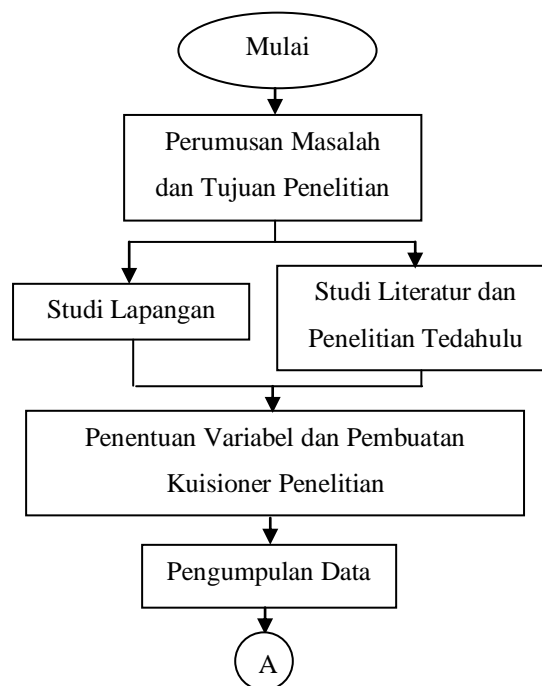 Mulai
Perumusan Masalah
dan Tujuan Penelitian
Studi Lapangan
Studi Literatur dan
Penelitian Tedahulu
Penentuan Variabel dan Pembuatan
Kuisioner Penelitian
Pengumpulan Data
A